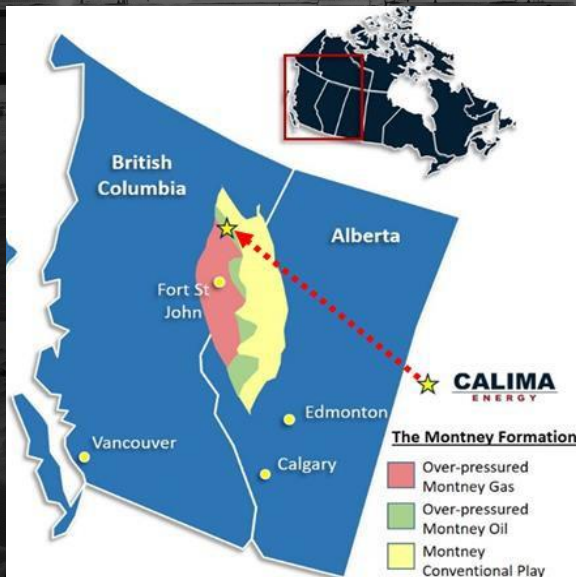 British
Columbia
Alberta
Fort St
John
CALIMA
ENERGY
Edmonton
The Montney Formation
Vancouver
Calgary
Over-pressured
Montney Gas
Over-pressured
Montney Oil
Montney
Conventional Play